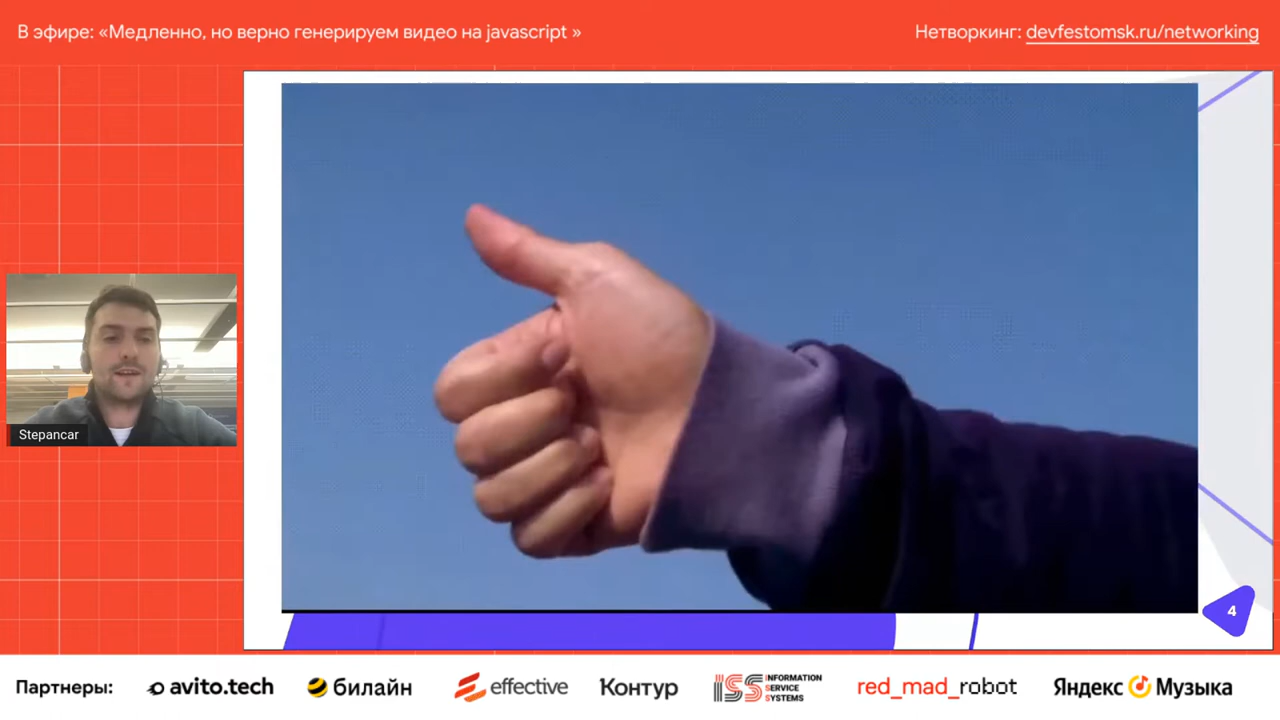 В эфире: «Медленно, но верно генерируем видео на javascript »
Нетворкинг: devfestomsk.ru/networking
Stepancar
4
Партнеры:
avito.tech
билайн
effective
Контур
ISS INFORMATION SERVICE SYSTEMS
red_mad_robot
Яндекс Музыка